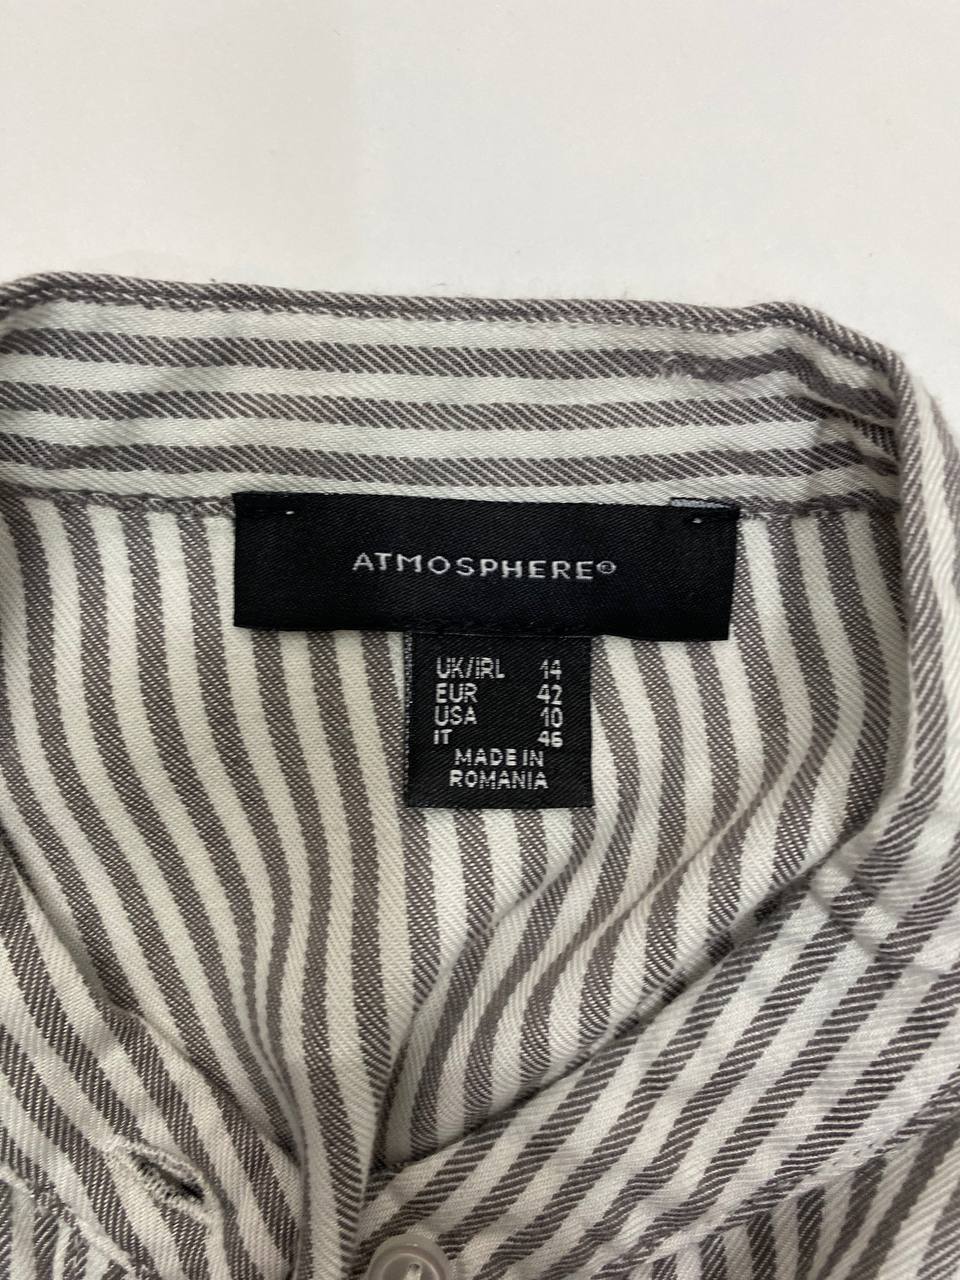 ATMOSPHERE®
UK/IRL 14
EUR 42
USA 10
IT 46
MADE IN
ROMANIA